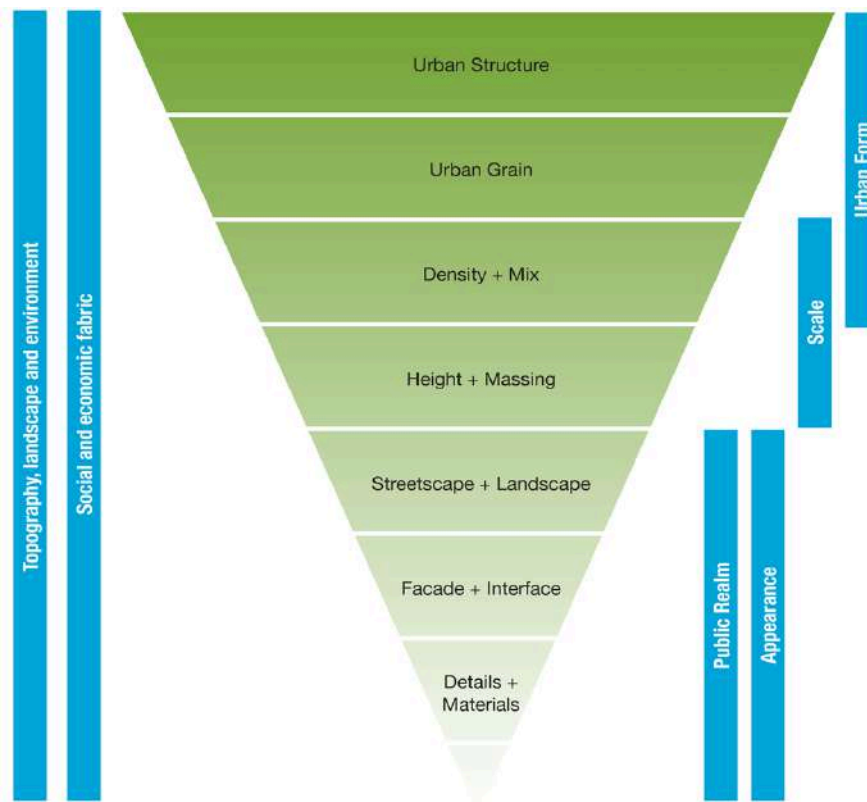 Topography, landscape and environment
Social and economic fabric
Urban Structure
Urban Grain
Density + Mix
Height + Massing
Streetscape + Landscape
Facade + Interface
Details +
Materials
Public Realm
Appearance
Scale
Urban Form